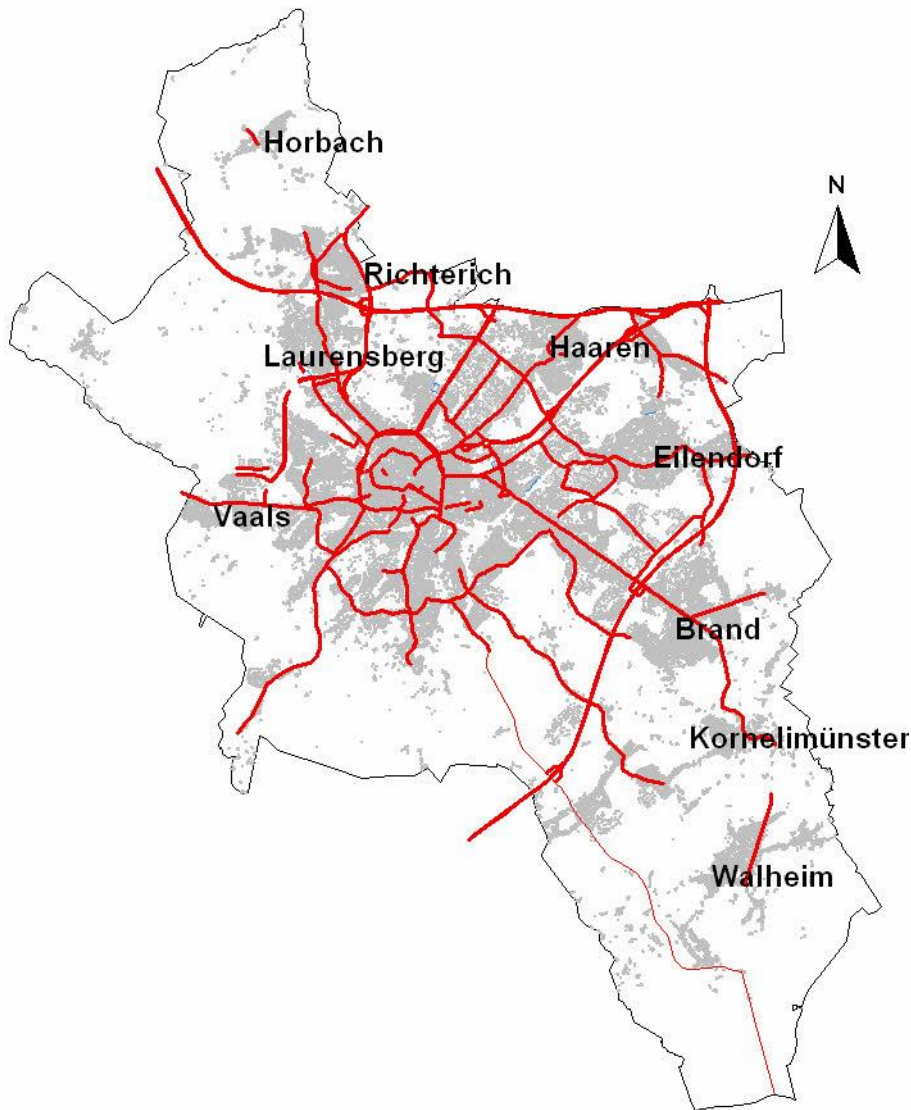 Horbach
N
Richterich
Laurensberg
Haaren
Eilendorf
Vaals
Brand
Kornelimünster
Walheim